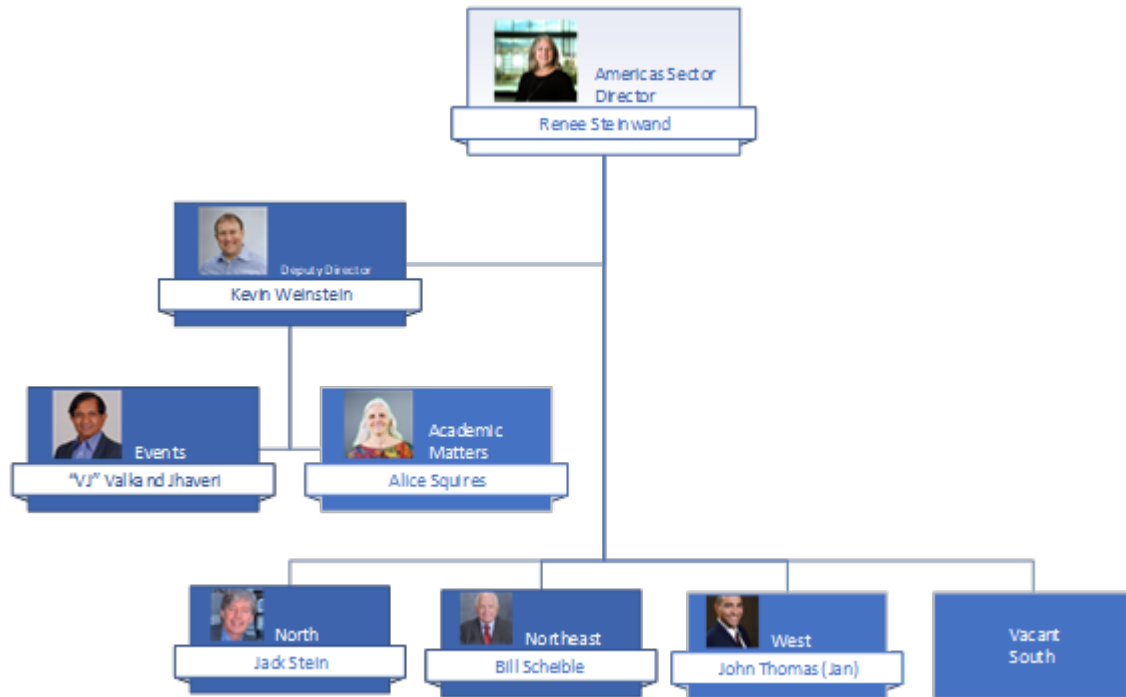 Americas Sector
Director
Renee Steinwand
Deputy Director
Kevin Weinstein
Events
"VJ" Valkand Jhaveri
Academic
Matters
Alice Squires
North
Jack Stein
Northeast
Bill Scheible
West
John Thomas (Jan)
Vacant
South